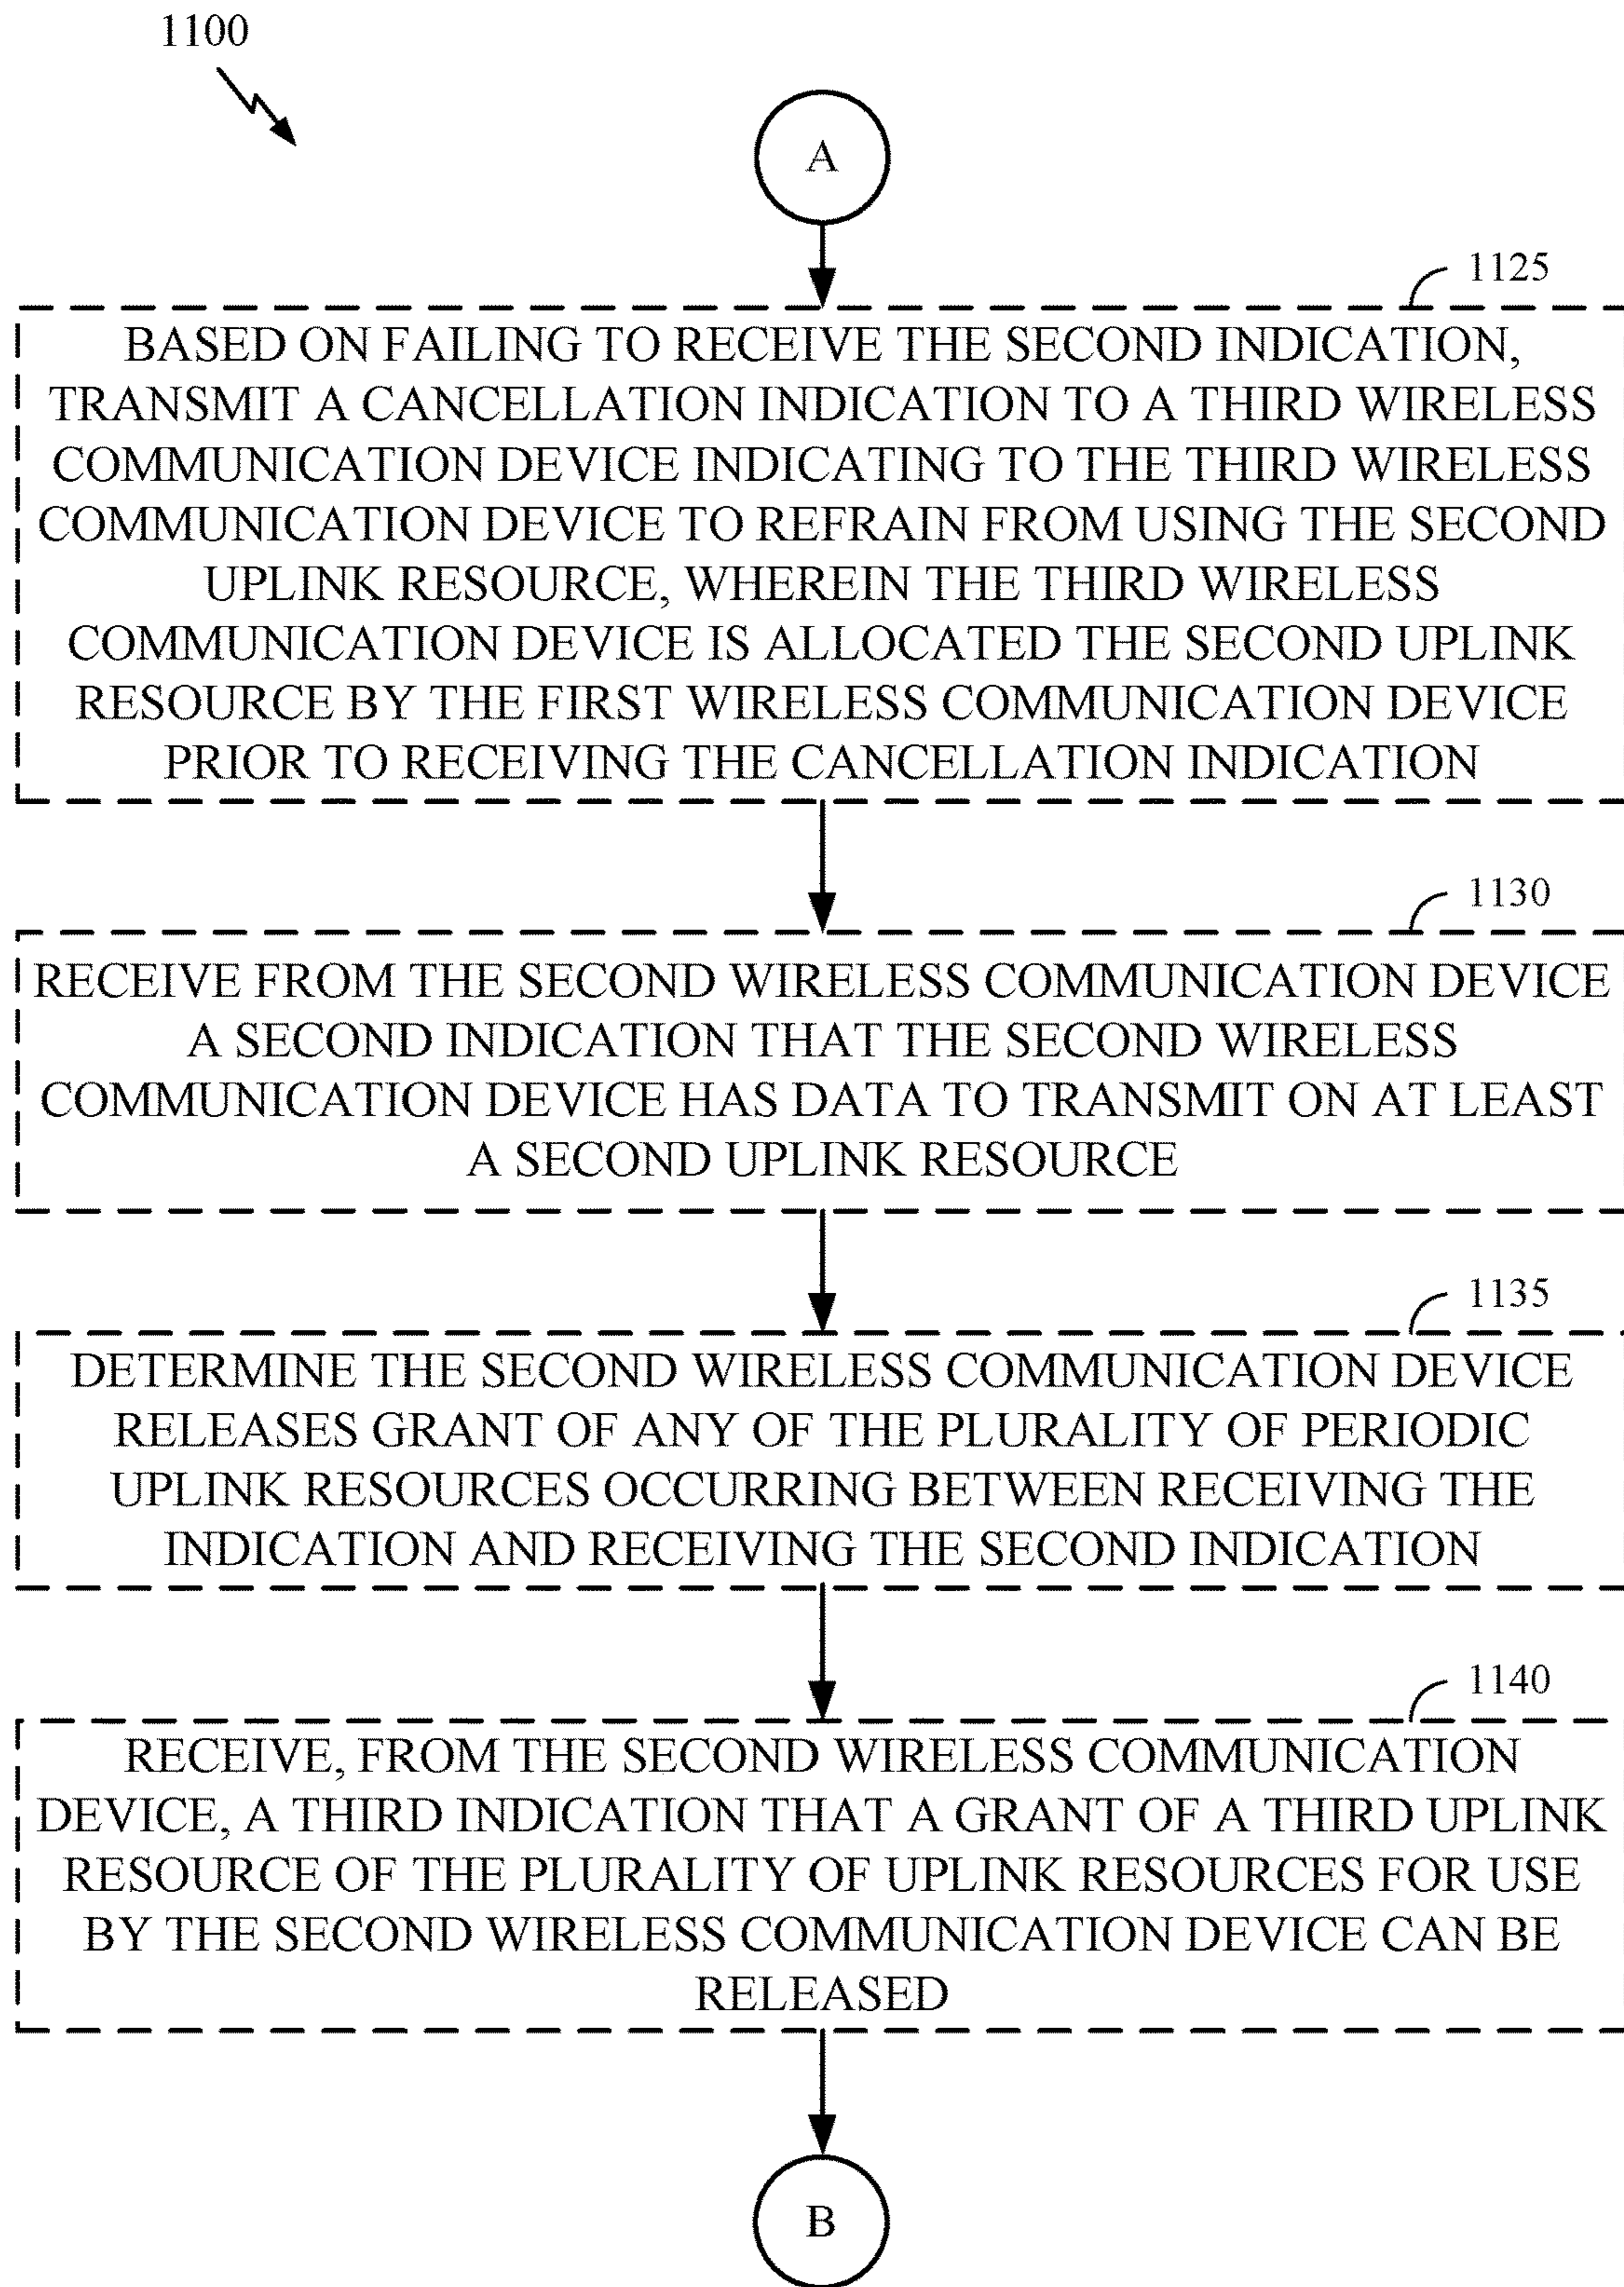 1100
A
1125
BASED ON FAILING TO RECEIVE THE SECOND INDICATION,
TRANSMIT A CANCELLATION INDICATION TO A THIRD WIRELESS
COMMUNICATION DEVICE INDICATING TO THE THIRD WIRELESS
COMMUNICATION DEVICE TO REFRAIN FROM USING THE SECOND
UPLINK RESOURCE, WHEREIN THE THIRD WIRELESS
COMMUNICATION DEVICE IS ALLOCATED THE SECOND UPLINK
RESOURCE BY THE FIRST WIRELESS COMMUNICATION DEVICE
PRIOR TO RECEIVING THE CANCELLATION INDICATION
1130
RECEIVE FROM THE SECOND WIRELESS COMMUNICATION DEVICE
A SECOND INDICATION THAT THE SECOND WIRELESS
COMMUNICATION DEVICE HAS DATA TO TRANSMIT ON AT LEAST
A SECOND UPLINK RESOURCE
1135
DETERMINE THE SECOND WIRELESS COMMUNICATION DEVICE
RELEASES GRANT OF ANY OF THE PLURALITY OF PERIODIC
UPLINK RESOURCES OCCURRING BETWEEN RECEIVING THE
INDICATION AND RECEIVING THE SECOND INDICATION
1140
RECEIVE, FROM THE SECOND WIRELESS COMMUNICATION
DEVICE, A THIRD INDICATION THAT A GRANT OF A THIRD UPLINK
RESOURCE OF THE PLURALITY OF UPLINK RESOURCES FOR USE
BY THE SECOND WIRELESS COMMUNICATION DEVICE CAN BE
RELEASED
B